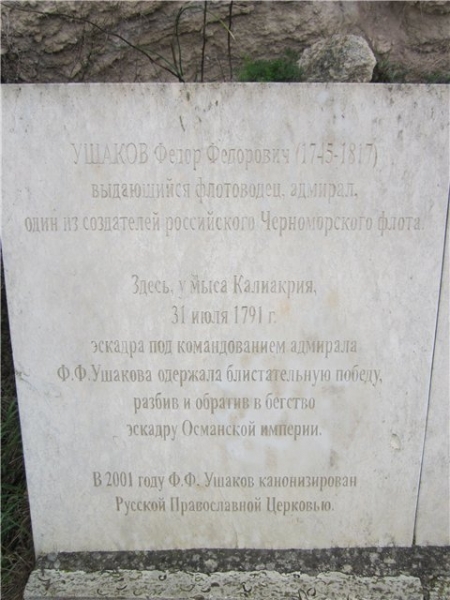 УШАКОВ Федор Федорович (1745-1817)
выдающийся флотоводец, адмирал,
один из создателей российского Черноморского флота.
Здесь, у мыса Калиакрия,
31 июля 1791 г.
эскадра под командованием адмирала
Ф.Ф.Ушакова одержала блистательную победу,
разбив и обратив в бегство
эскадру Османской империи.
В 2001 году Ф.Ф. Ушаков канонизирован
Русской Православной Церковью.